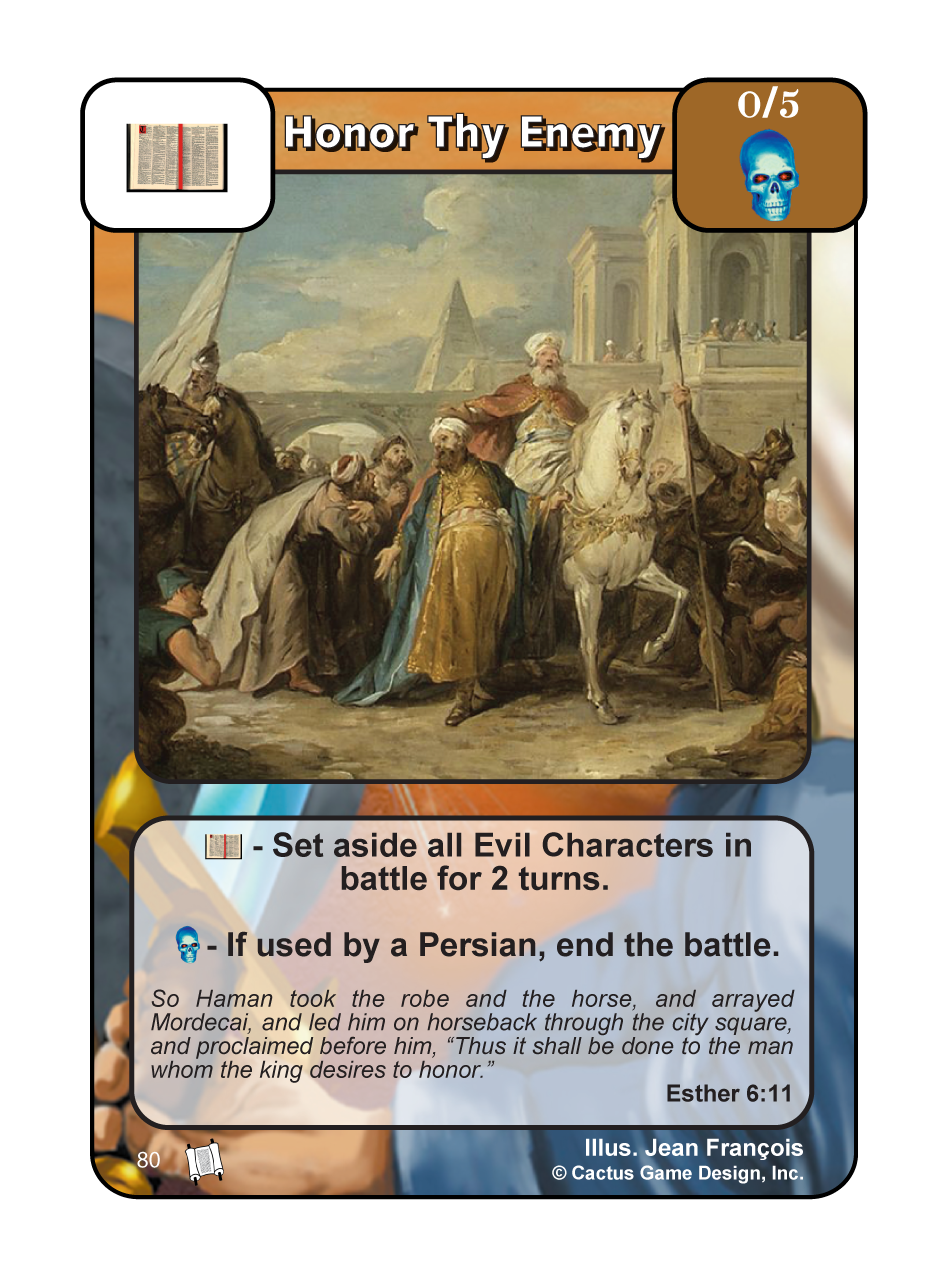 Honor Thy Enemy
0/5
- Set aside all Evil Characters in
battle for 2 turns.
- If used by a Persian, end the battle.
So Haman took the robe and the horse, and arrayed
Mordecai, and led him on horseback through the city square,
and proclaimed before him, “Thus it shall be done to the man
whom the king desires to honor.”
Esther 6:11
80
Illus. Jean François
© Cactus Game Design, Inc.